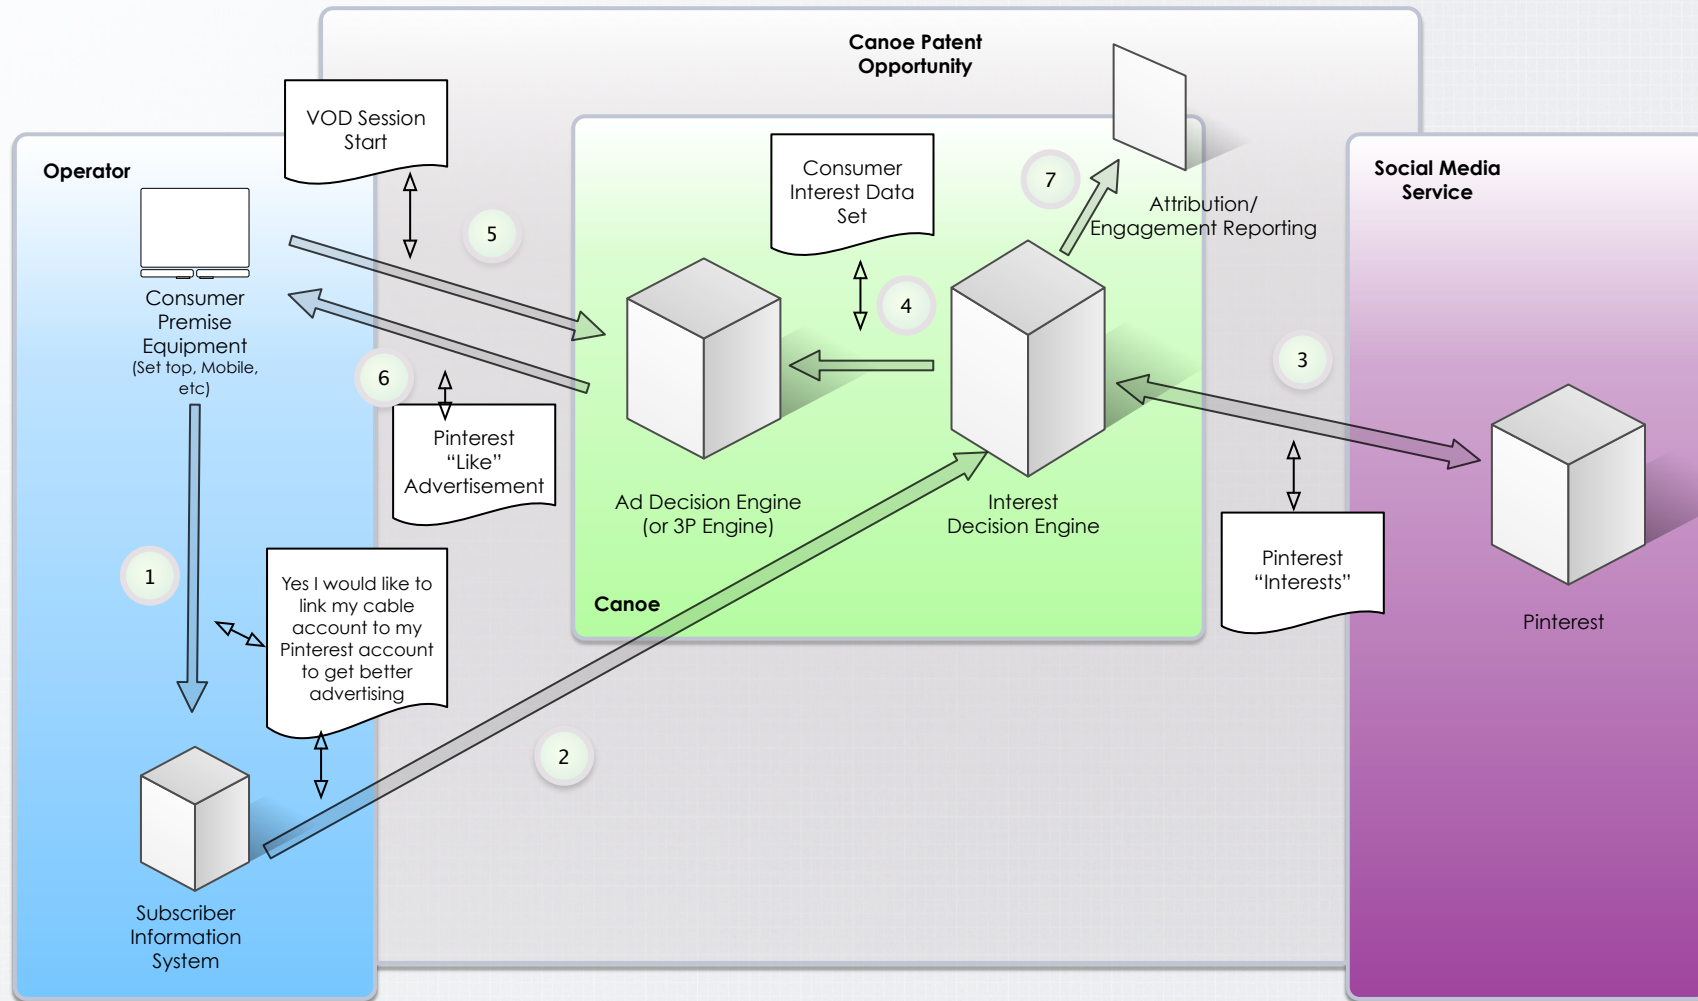 Canoe Patent
Opportunity
VOD Session
Start
Operator
Consumer
Interest Data
Set
7
Social Media
Service
Attribution/
Engagement Reporting
5
Consumer
Premise
Equipment
(Set top, Mobile,
etc)
4
3
6
Pinterest
“Like”
Advertisement
Ad Decision Engine
(or 3P Engine)
Interest
Decision Engine
Pinterest
“Interests”
1
Yes I would like to
link my cable
account to my
Pinterest account
to get better
advertising
Canoe
Pinterest
2
Subscriber
Information
System